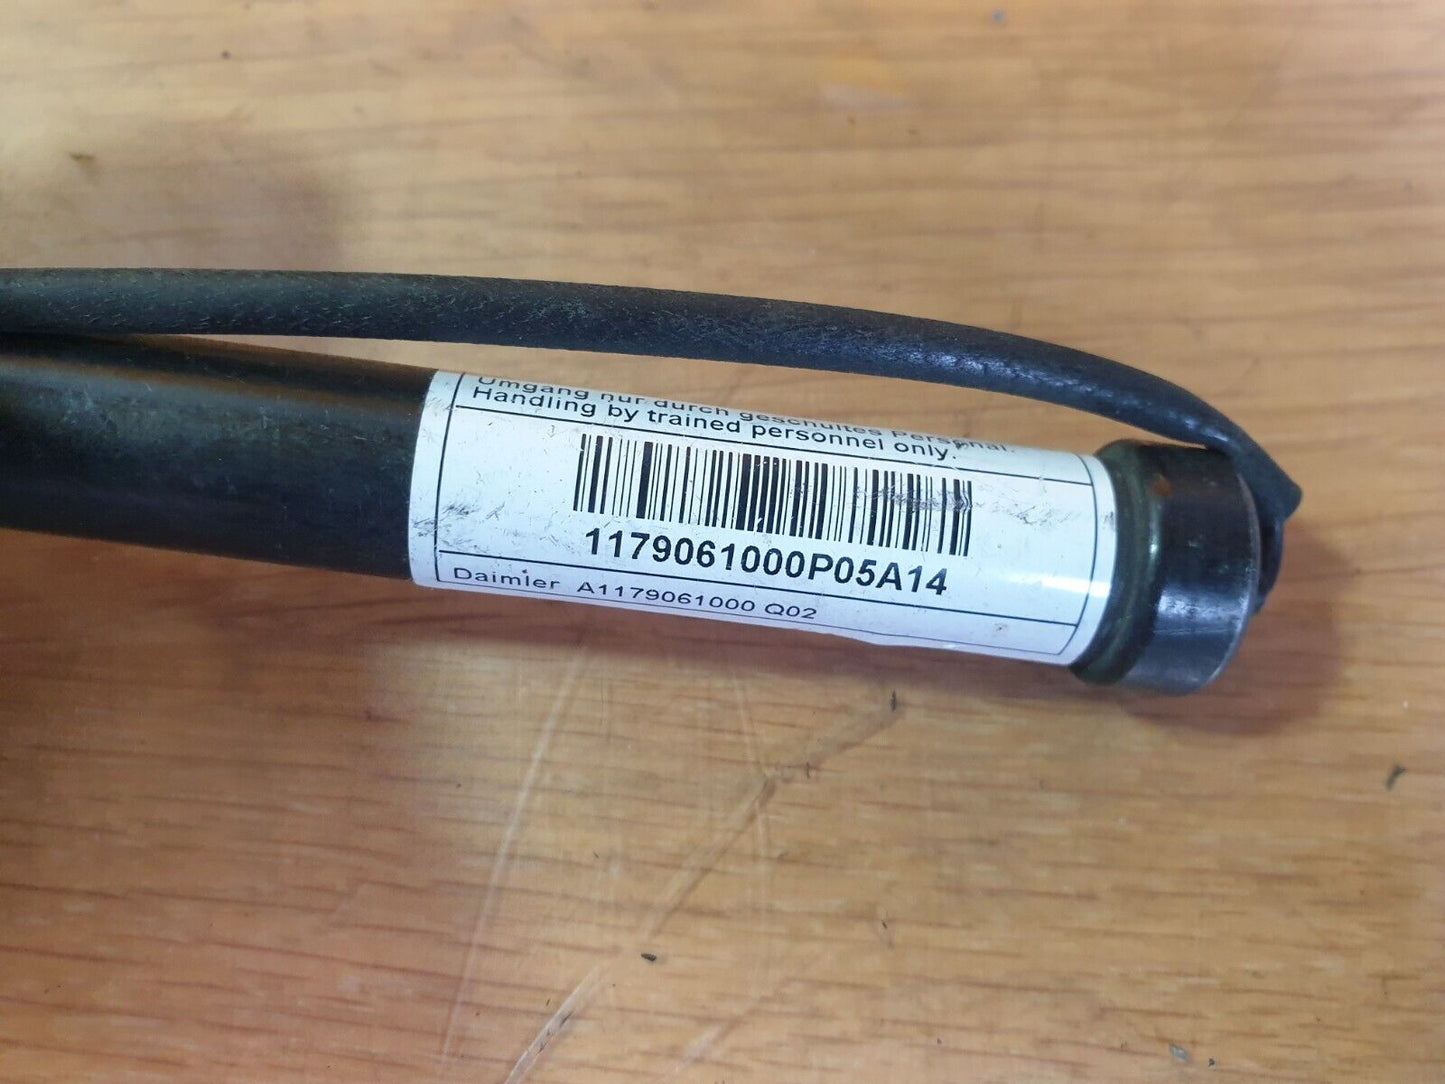 Umgang nur durch geschultes Personal.
Handling by trained personnel only.
1179061000P05A14
Daimler A1179061000 Q02